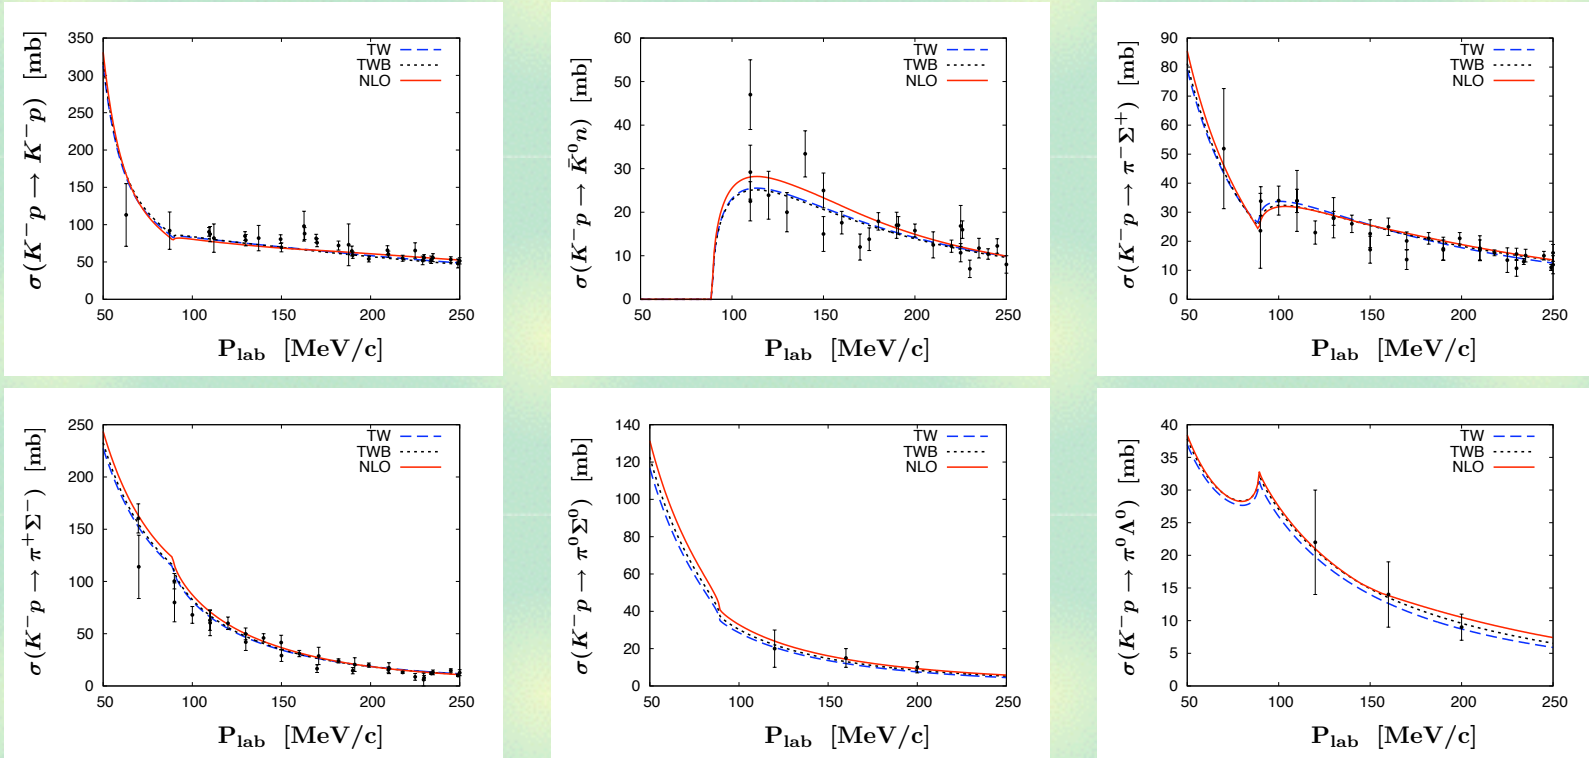 σ(K⁻p → K⁻p) [mb]
350
300
250
200
150
100
50
0
TW
TWB
NLO
50 100 150 200 250
P_lab [MeV/c]
σ(K⁻p → K̄⁰n) [mb]
60
50
40
30
20
10
0
TW
TWB
NLO
50 100 150 200 250
P_lab [MeV/c]
σ(K⁻p → π⁻Σ⁺) [mb]
90
80
70
60
50
40
30
20
10
0
TW
TWB
NLO
50 100 150 200 250
P_lab [MeV/c]
σ(K⁻p → π⁺Σ⁻) [mb]
250
200
150
100
50
0
TW
TWB
NLO
50 100 150 200 250
P_lab [MeV/c]
σ(K⁻p → π⁰Σ⁰) [mb]
140
120
100
80
60
40
20
0
TW
TWB
NLO
50 100 150 200 250
P_lab [MeV/c]
σ(K⁻p → π⁰Λ⁰) [mb]
40
35
30
25
20
15
10
5
0
TW
TWB
NLO
50 100 150 200 250
P_lab [MeV/c]